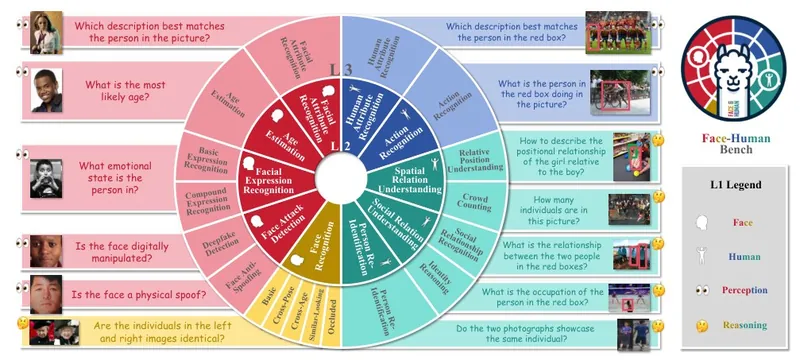 Which description best matches
the person in the picture?
What is the most
likely age?
What emotional
state is the
person in?
Is the face digitally
manipulated?
Is the face a physical spoof?
Are the individuals in the left
and right images identical?
L 3
L 2
Facial
Attribute
Recognition
Age
Estimation
Basic
Expression
Recognition
Compound
Expression
Recognition
Deepfake
Detection
Face Anti-
Spoofing
Basic
Cross-Pose
Cross-Age
Similar-Looking
Occluded
Human
Attribute
Recognition
Action
Recognition
Relative
Position
Understanding
Crowd
Counting
Social
Relationship
Recognition
Identity
Reasoning
Person Re-
Identification
Facial
Attribute
Recognition
Age
Estimation
Facial
Expression
Recognition
Face Attack
Detection
Face
Recognition
Human
Attribute
Recognition
Action
Recognition
Spatial
Relation
Understanding
Social Relation
Understanding
Person Re-
Identification
Which description best matches
the person in the red box?
What is the person in
the red box doing in
the picture?
How to describe the
positional relationship
of the girl relative
to the boy?
How many
individuals are in
this picture?
What is the relationship
between the two people
in the red boxes?
What is the occupation of the
person in the red box?
Do the two photographs showcase
the same individual?
FACE &
HUMAN
Face-Human
Bench
L1 Legend
Face
Human
Perception
Reasoning